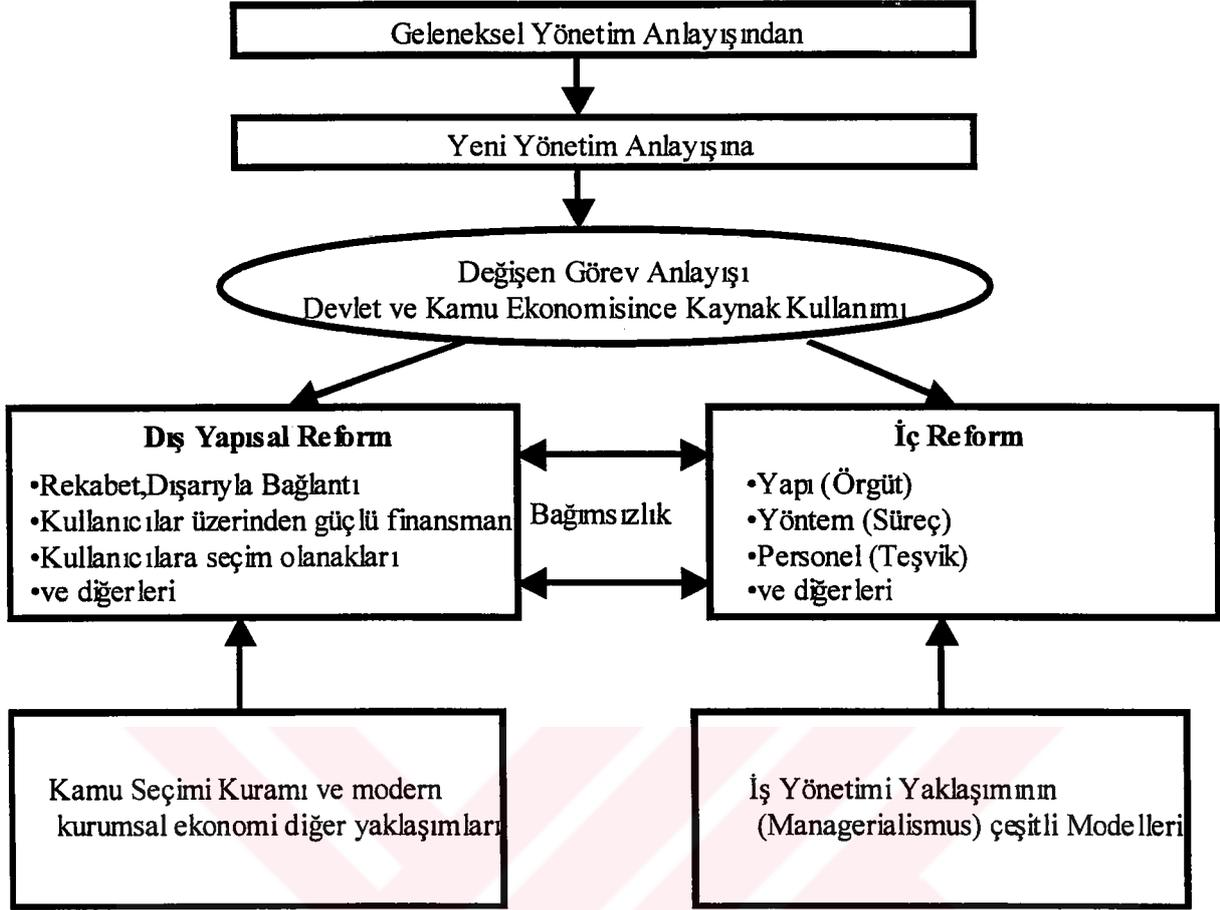 Geleneksel Yönetim Anlayışından
Yeni Yönetim Anlayışına
Değişen Görev Anlayışı
Devlet ve Kamu Ekonomisince Kaynak Kullanımı
Dış Yapısal Reform
•Rekabet,Dışarıyla Bağlantı
•Kullanıcılar üzerinden güçlü finansman
•Kullanıcılara seçim olanakları
•ve diğerleri
Bağımsızlık
İç Reform
•Yapı (Örgüt)
•Yöntem (Süreç)
•Personel (Teşvik)
•ve diğerleri
Kamu Seçimi Kuramı ve modern
kurumsal ekonomi diğer yaklaşımları
İş Yönetimi Yaklaşımının
(Managerialismus) çeşitli Modelleri